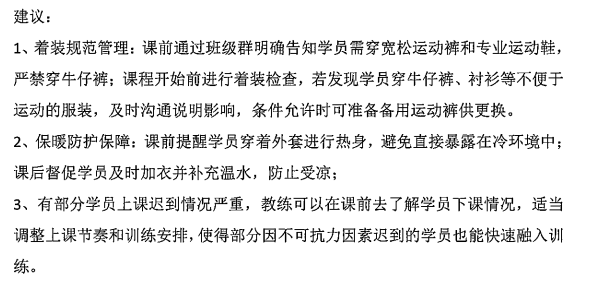 建议：
1、着装规范管理：课前通过班级群明确告知学员需穿宽松运动裤和专业运动鞋，
严禁穿牛仔裤；课程开始前进行着装检查，若发现学员穿牛仔裤、衬衫等不便于
运动的服装，及时沟通说明影响，条件允许时可准备备用运动裤供更换。
2、保暖防护保障：课前提醒学员穿着外套进行热身，避免直接暴露在冷环境中；
课后督促学员及时加衣并补充温水，防止受凉；
3、有部分学员上课迟到情况严重，教练可以在课前去了解学员下课情况，适当
调整上课节奏和训练安排，使得部分因不可抗力因素迟到的学员也能快速融入训
练。